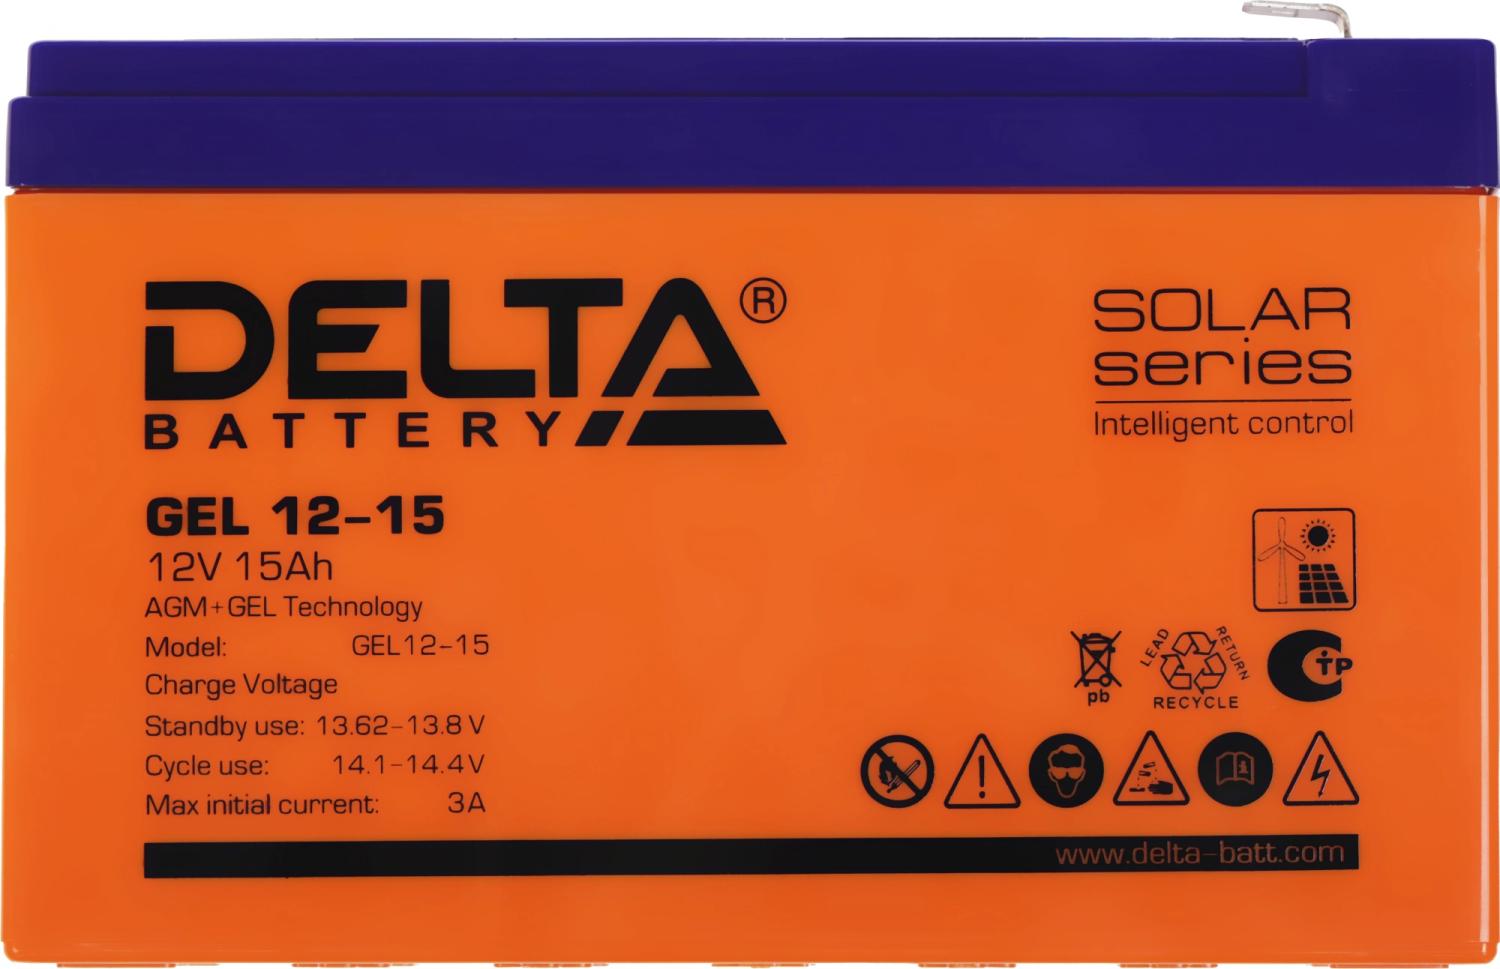 DELTA®
BATTERY
SOLAR
series
Intelligent control
GEL 12-15
12V 15Ah
AGM+GEL Technology
Model: GEL12-15
Charge Voltage
Standby use: 13.62-13.8 V
Cycle use: 14.1-14.4V
Max initial current: 3A
pb
LEAD
RETURN
RECYCLE
CTP
www.delta-batt.com